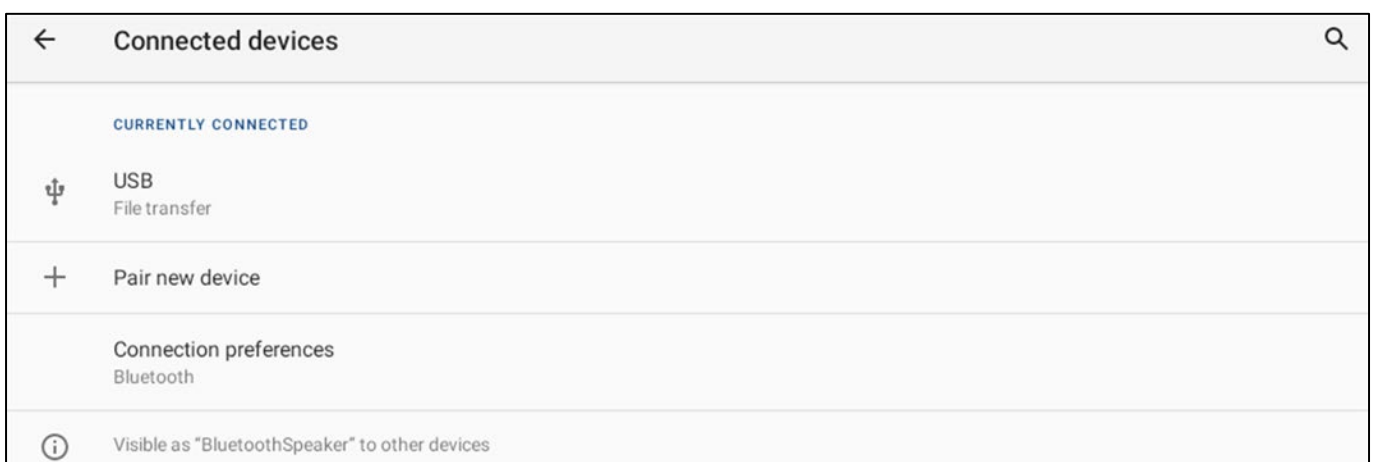 Connected devices
CURRENTLY CONNECTED
USB
File transfer
Pair new device
Connection preferences
Bluetooth
Visible as “BluetoothSpeaker” to other devices